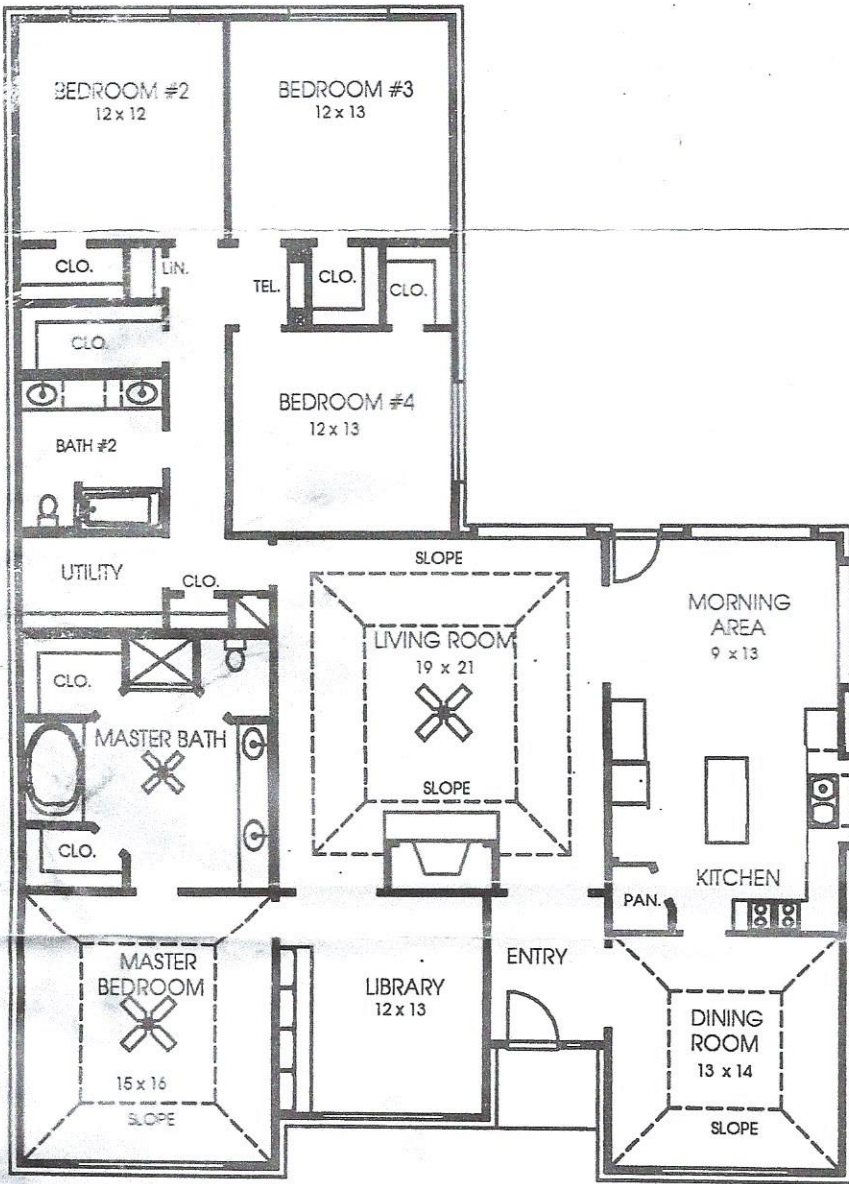 BEDROOM #2
12 x 12
BEDROOM #3
12 x 13
CLO.
LIN.
TEL.
CLO.
CLO.
CLO.
BEDROOM #4
12 x 13
BATH #2
UTILITY
CLO.
SLOPE
LIVING ROOM
19 x 21
SLOPE
MORNING
AREA
9 x 13
CLO.
MASTER BATH
CLO.
KITCHEN
PAN.
MASTER
BEDROOM
15 x 16
SLOPE
LIBRARY
12 x 13
ENTRY
DINING
ROOM
13 x 14
SLOPE